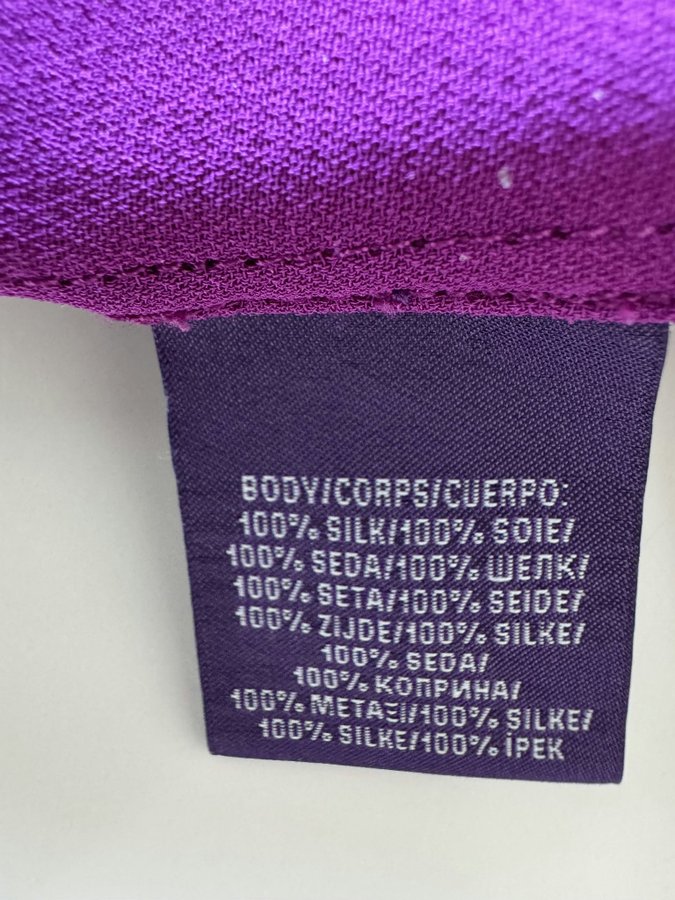 BODY/CORPS/CUERPO:
100% SILK/100% SOIE/
100% SEDA/100% ШЕЛК/
100% SETA/100% SEIDE/
100% ZIJDE/100% SILKE/
100% SEDA/
100% КОПРИНА/
100% ΜΕΤΑΞΙ/100% SILKE/
100% SILKE/100% İPEK